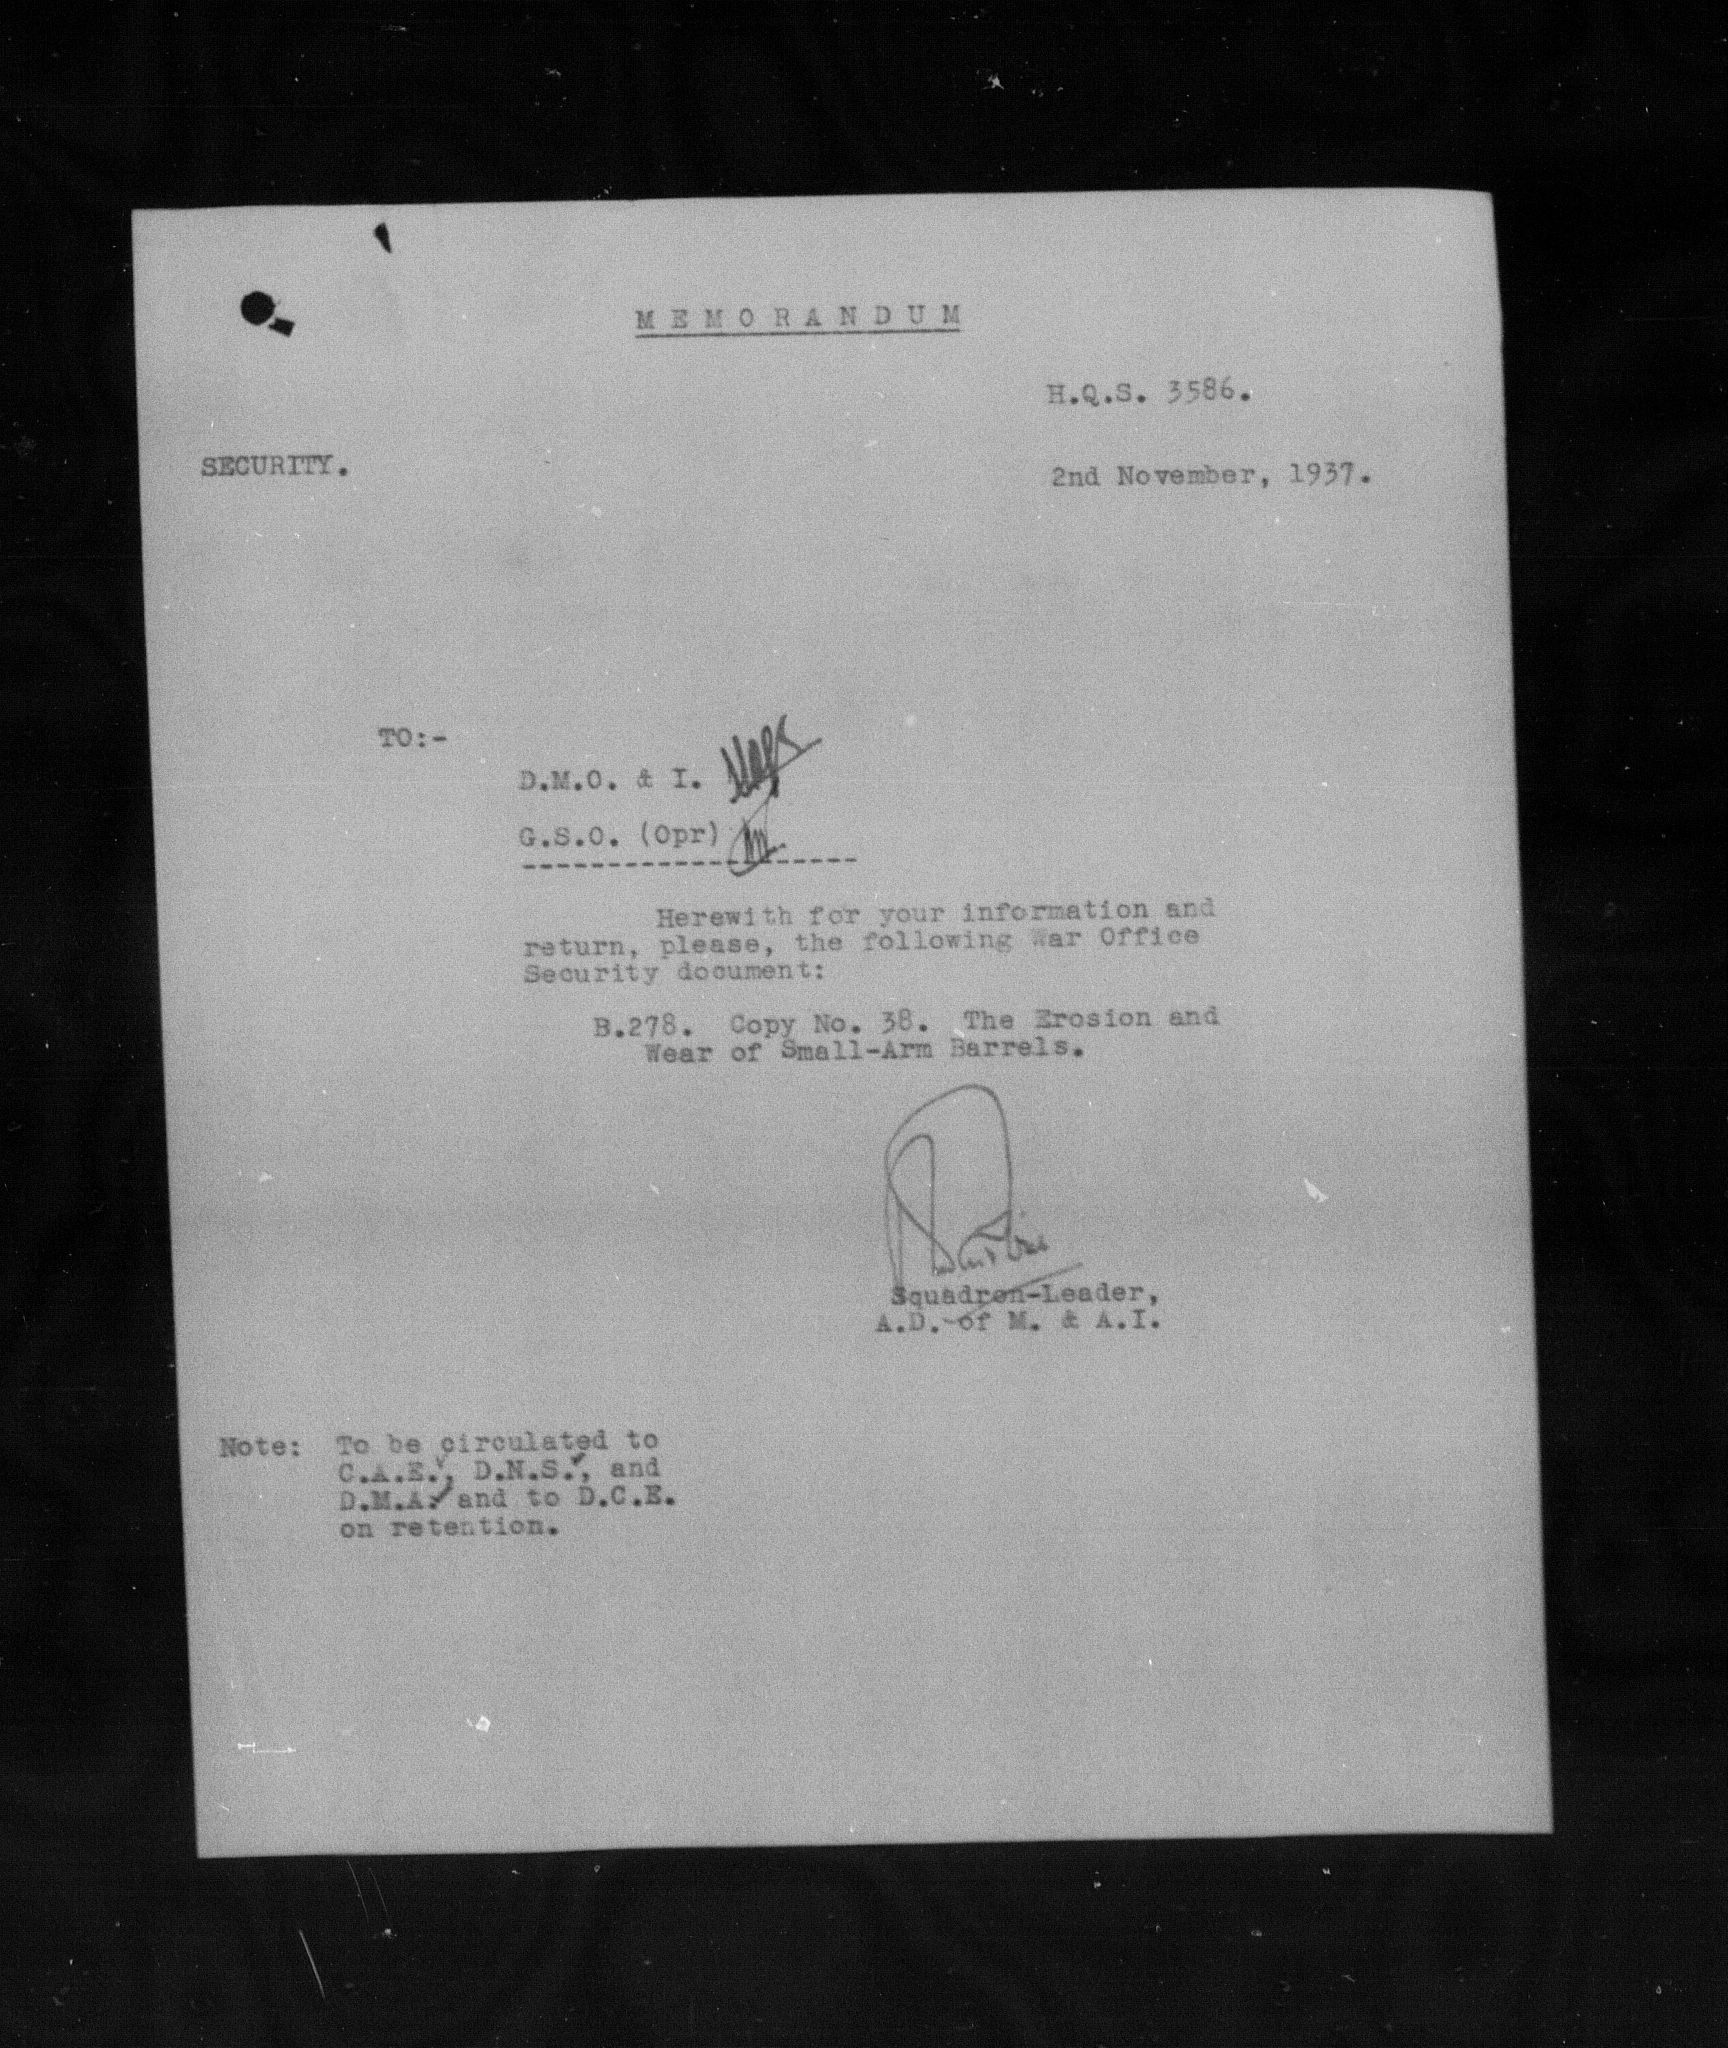 MEMORANDUM
H.Q.S. 3586.
SECURITY.
2nd November, 1937.
TO:-
D.M.O. & I.
G.S.O. (Opr)
--------------------
Herewith for your information and
return, please, the following War Office
Security document:
B.278. Copy No. 38. The Erosion and
Wear of Small-Arm Barrels.
Squadron-Leader,
A.D. of M. & A.I.
Note: To be circulated to
C.A.E.✓, D.N.S.✓, and
D.M.A.✓ and to D.C.E.
on retention.